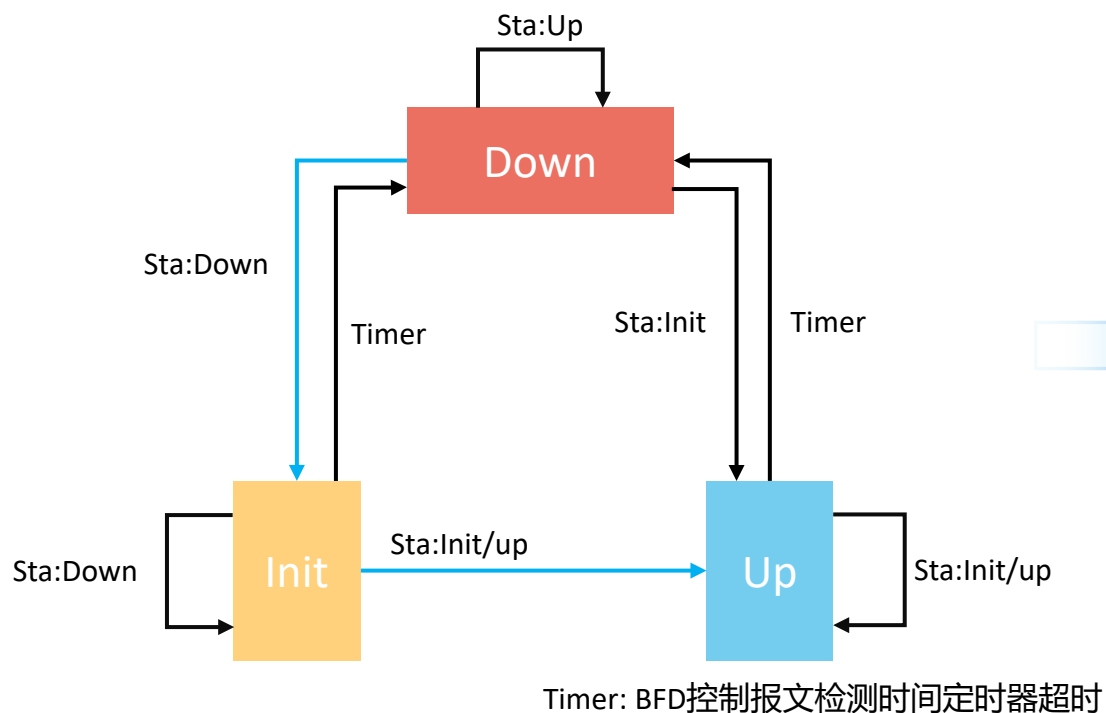 Sta:Up
Down
Sta:Down
Timer
Sta:Init
Timer
Sta:Down
Init
Sta:Init/up
Up
Sta:Init/up
Timer: BFD控制报文检测时间定时器超时